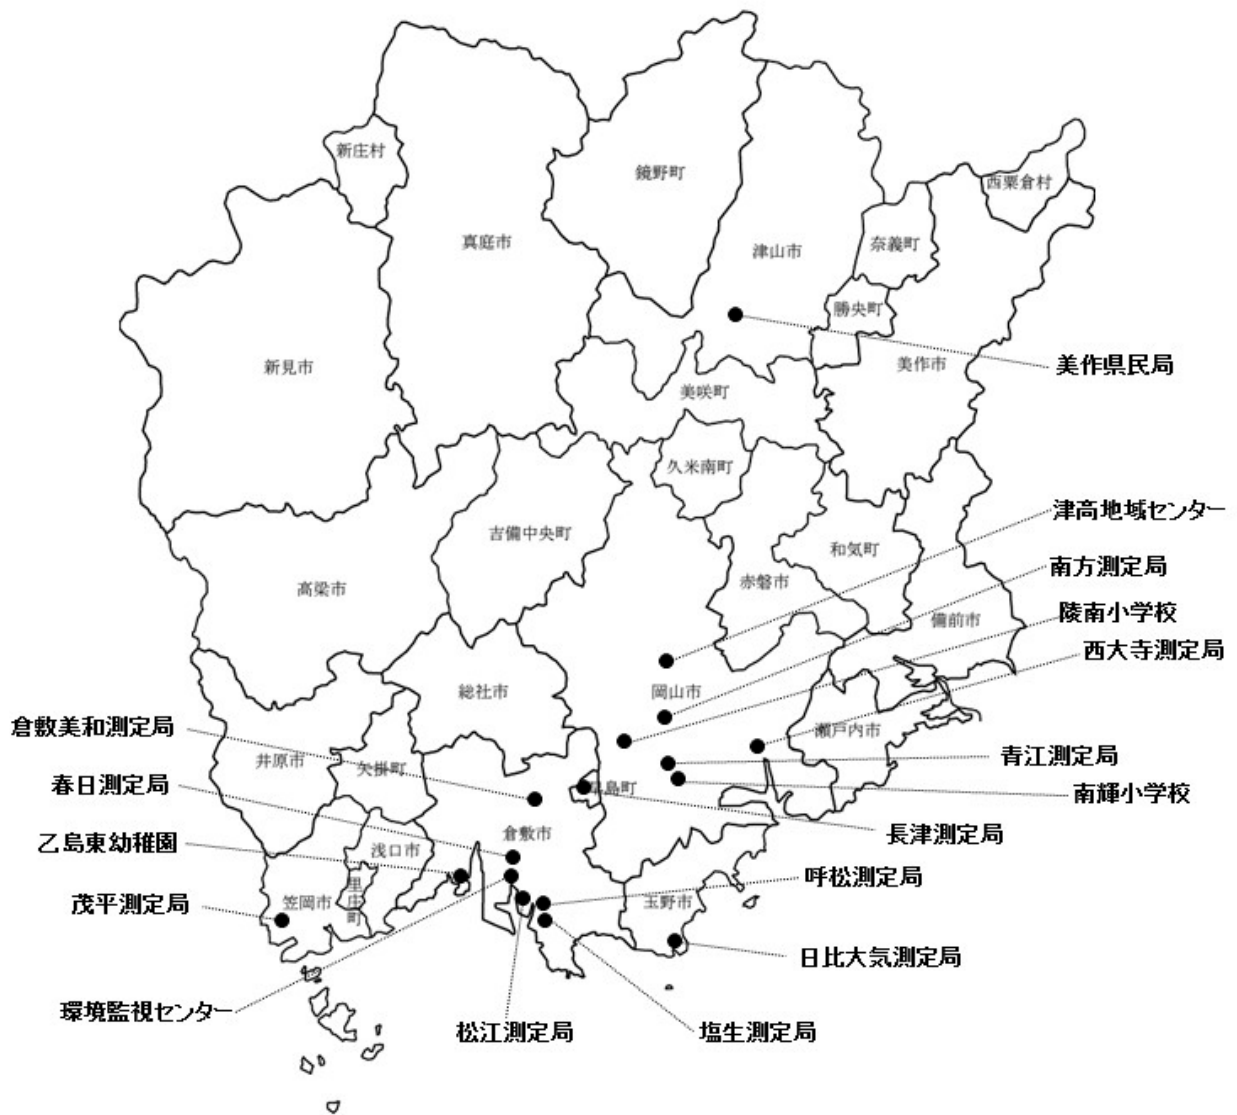 新庄村
鏡野町
西粟倉村
真庭市
津山市
奈義町
勝央町
新見市
美作市
美作県民局
美咲町
久米南町
津高地域センター
吉備中央町
和気町
南方測定局
高梁市
赤磐市
陵南小学校
備前市
西大寺測定局
総社市
岡山市
倉敷美和測定局
瀬戸内市
井原市
矢掛町
青江測定局
春日測定局
早島町
南輝小学校
倉敷市
長津測定局
乙島東幼稚園
浅口市
呼松測定局
茂平測定局
笠岡市
里庄町
玉野市
日比大気測定局
環境監視センター
松江測定局
塩生測定局